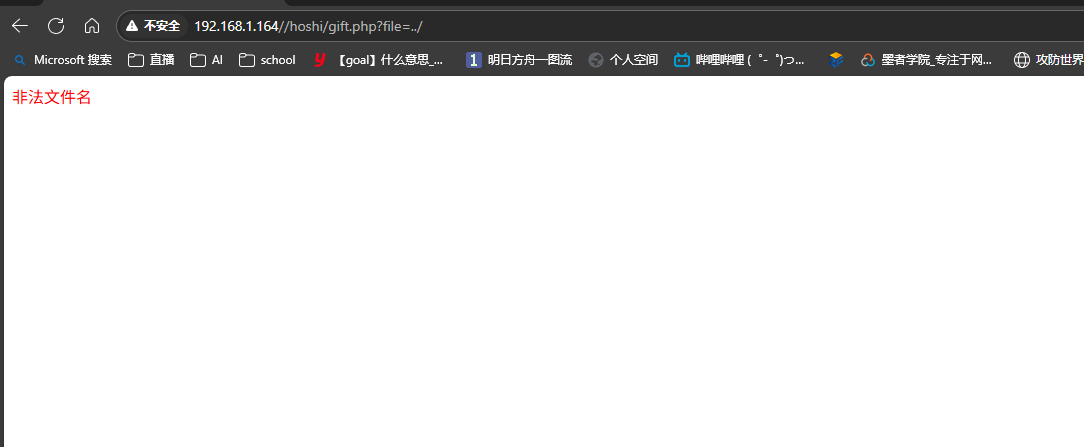 不安全 192.168.1.164//hoshi/gift.php?file=../
Microsoft 搜索 直播 AI school 【goal】什么意思_... 明日方舟一图流 个人空间 哔哩哔哩 (゜-゜)つ... 墨者学院_专注于网... 攻防世界
非法文件名